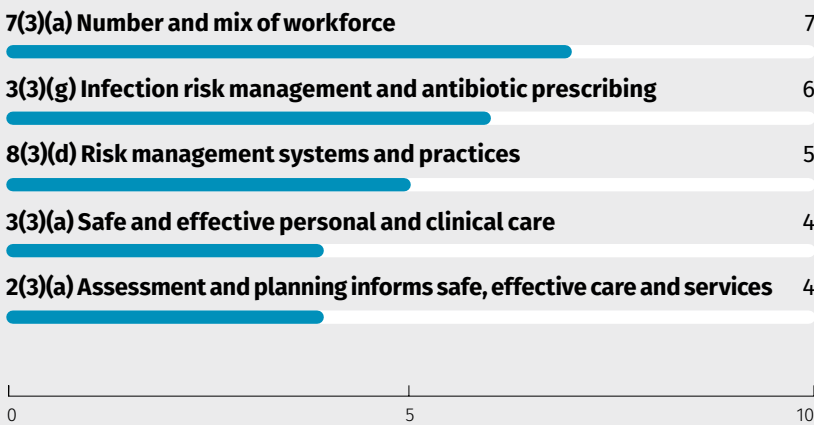 7(3)(a) Number and mix of workforce 7
3(3)(g) Infection risk management and antibiotic prescribing 6
8(3)(d) Risk management systems and practices 5
3(3)(a) Safe and effective personal and clinical care 4
2(3)(a) Assessment and planning informs safe, effective care and services 4
0 5 10